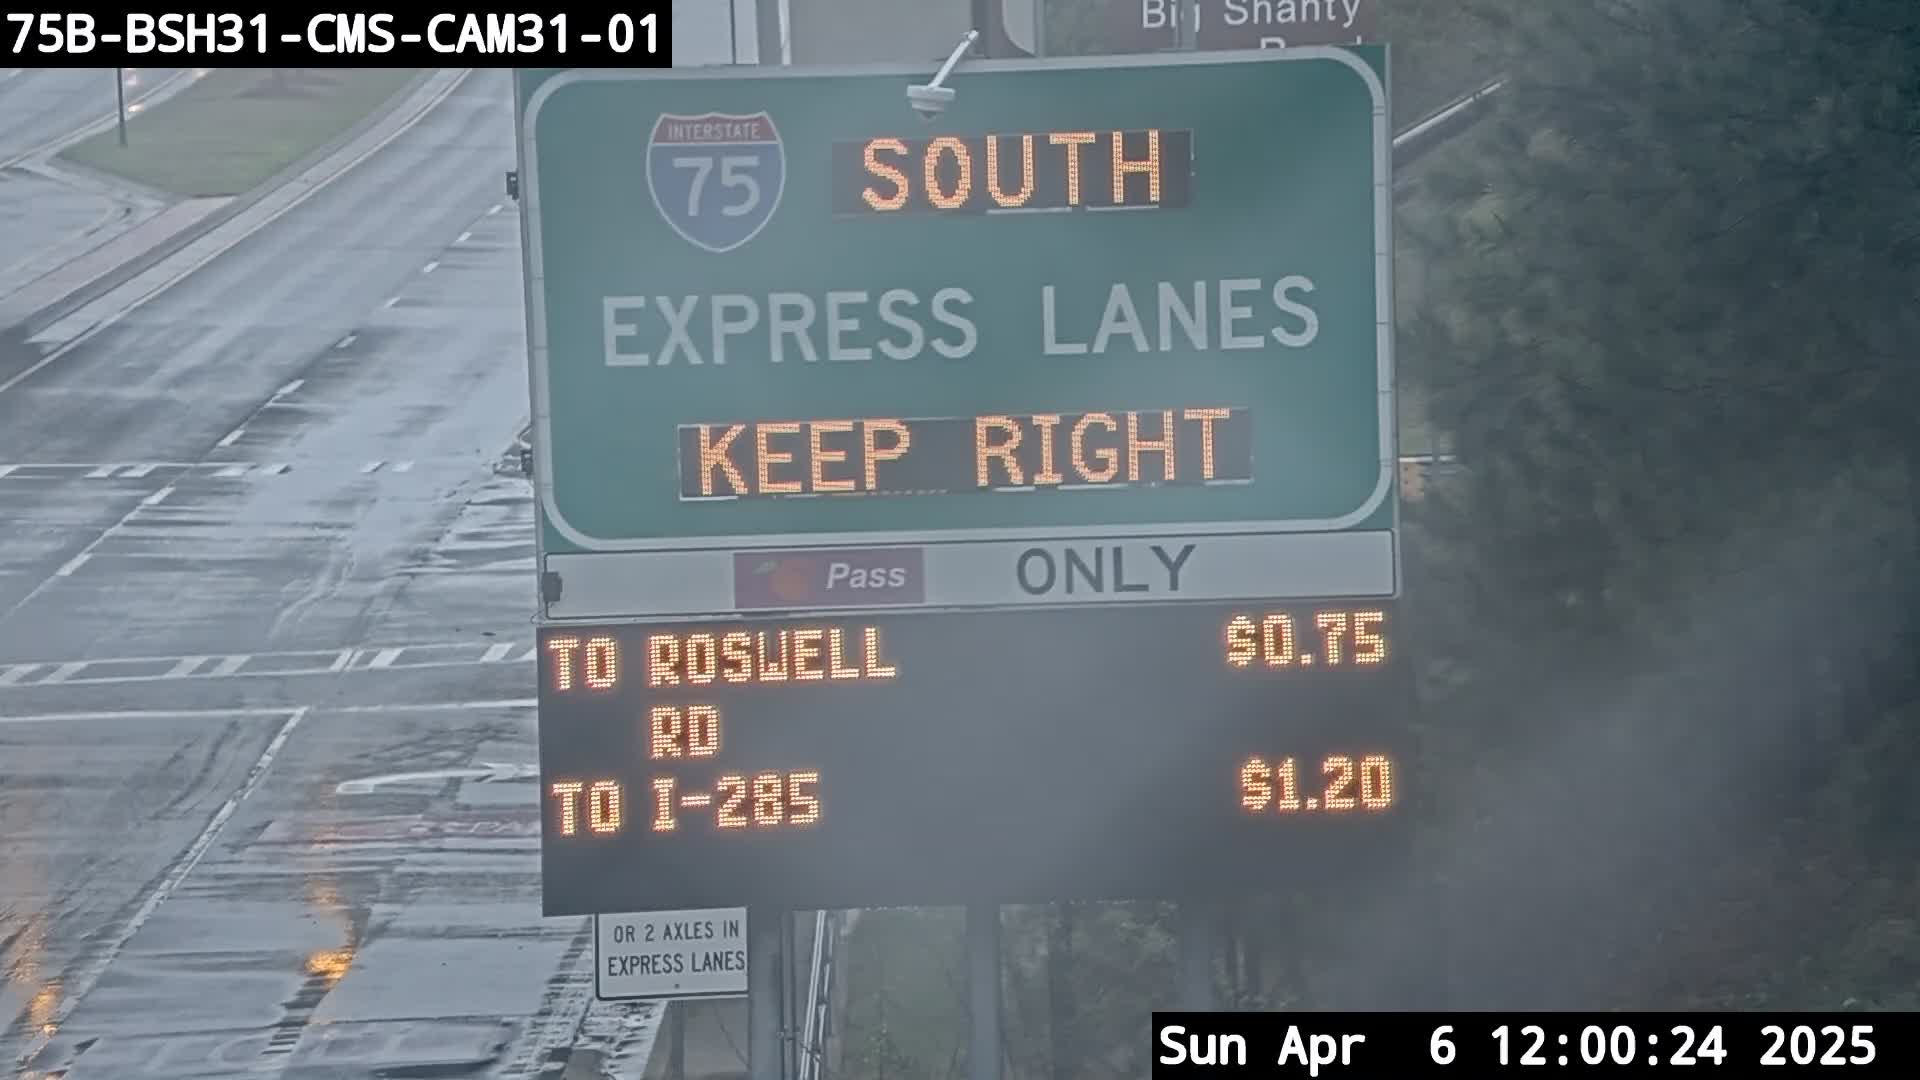 75B-BSH31-CMS-CAM31-01
Big Shanty
INTERSTATE
75
SOUTH
EXPRESS LANES
KEEP RIGHT
Pass ONLY
TO ROSWELL $0.75
RD
TO I-285 $1.20
OR 2 AXLES IN
EXPRESS LANES
Sun Apr 6 12:00:24 2025